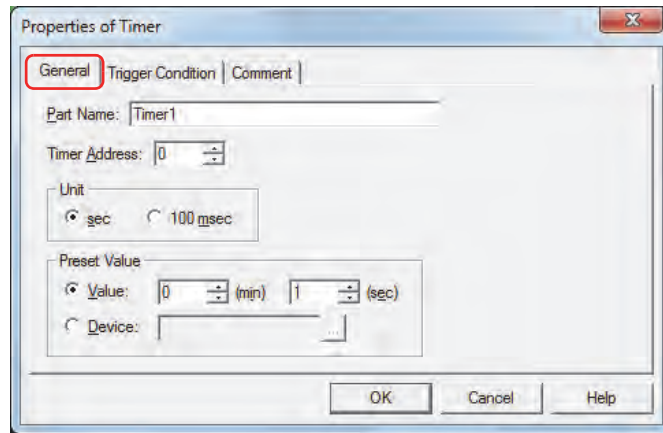 Properties of Timer
General Trigger Condition Comment
Part Name: Timer1
Timer Address: 0
Unit
sec 100 msec
Preset Value
Value: 0 (min) 1 (sec)
Device: ...
OK Cancel Help